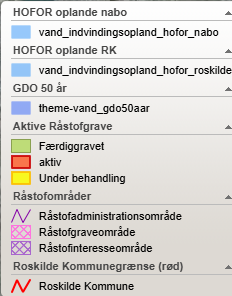 HOFOR oplande nabo
vand_indvindingsopland_hofor_nabo
HOFOR oplande RK
vand_indvindingsopland_hofor_roskilde
GDO 50 år
theme-vand_gdo50aar
Aktive Råstofgrave
Færdiggravet
aktiv
Under behandling
Råstofområder
Råstofadministrationsområde
Råstofgraveområde
Råstofinteresseområde
Roskilde Kommunegrænse (rød)
Roskilde Kommune